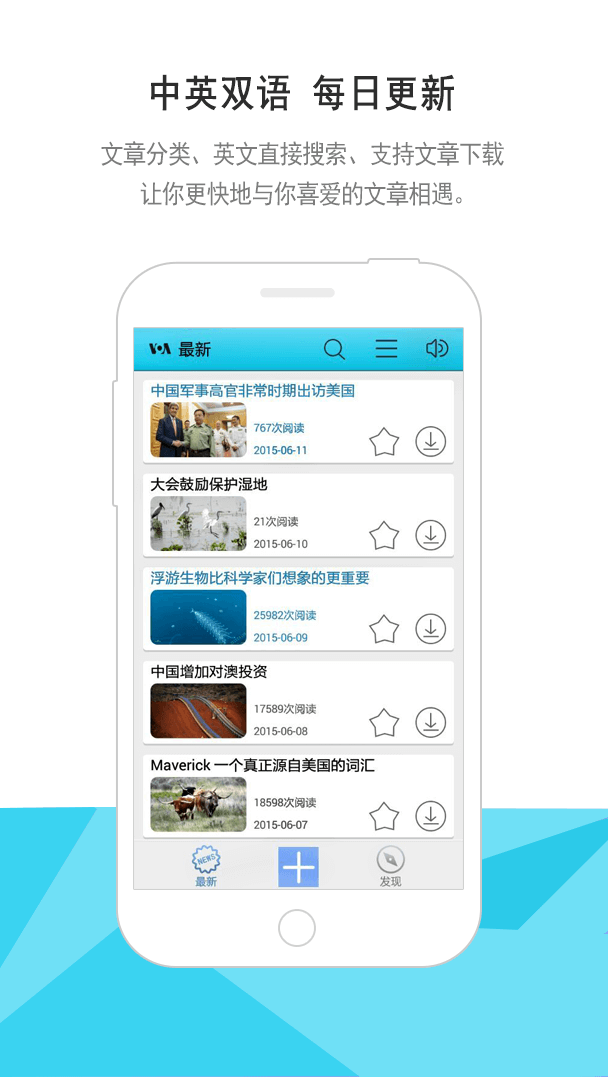 中英双语 每日更新
文章分类、英文直接搜索、支持文章下载
让你更快地与你喜爱的文章相遇。
VOA 最新
中国军事高官非常时期出访美国
767次阅读
2015-06-11
大会鼓励保护湿地
21次阅读
2015-06-10
浮游生物比科学家们想象的更重要
25982次阅读
2015-06-09
中国增加对澳投资
17589次阅读
2015-06-08
Maverick 一个真正源自美国的词汇
18598次阅读
2015-06-07
NEWS
最新
发现